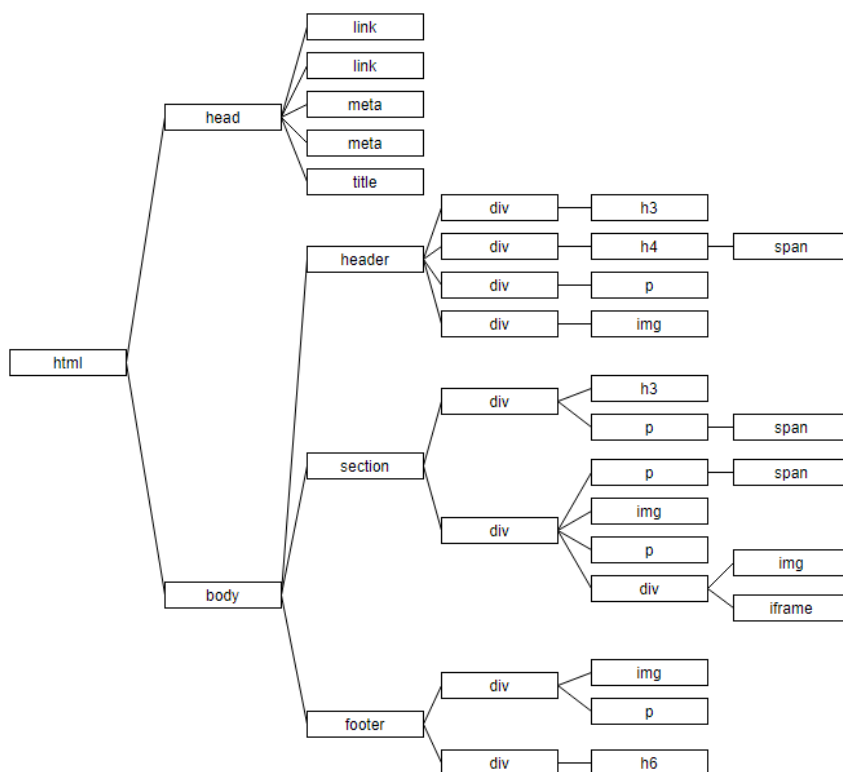 link
link
head
meta
meta
title
div h3
header
div h4 span
div p
div img
html
div
h3
p span
section
p span
div
img
p
img
body
div
iframe
div
img
p
footer
div h6